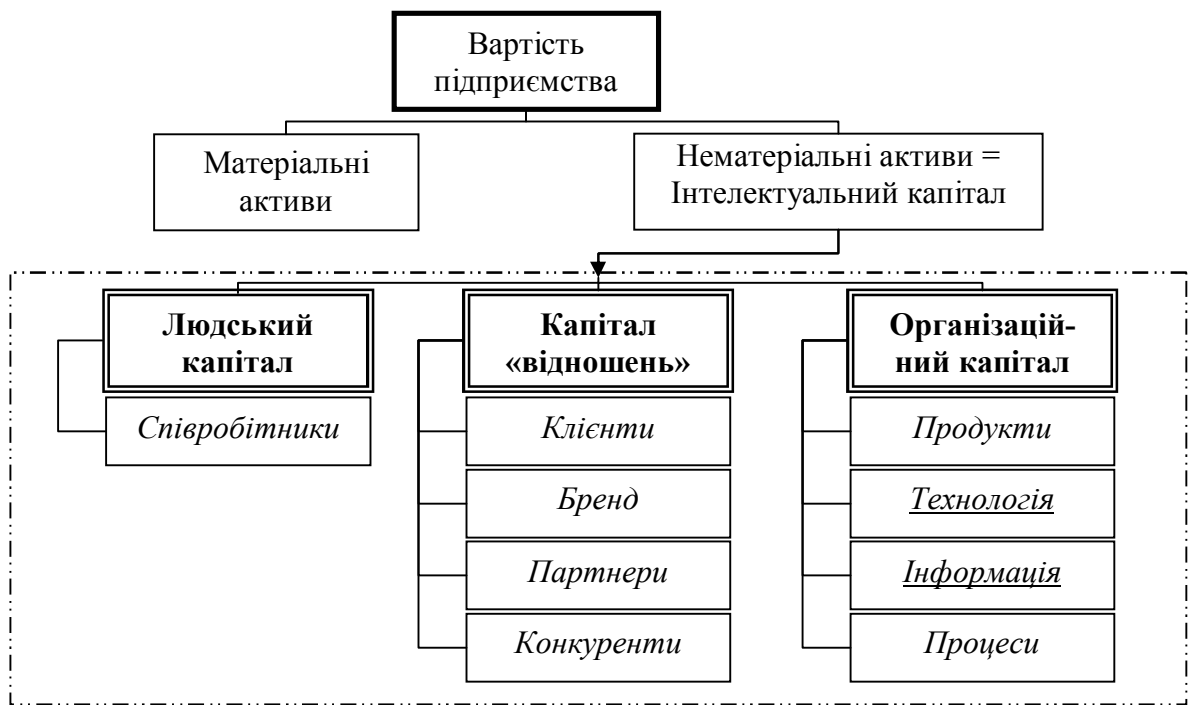 Вартість
підприємства
Матеріальні
активи
Нематеріальні активи =
Інтелектуальний капітал
Людський
капітал
Капітал
«відношень»
Організацій-
ний капітал
Співробітники
Клієнти
Продукти
Бренд
Технологія
Партнери
Інформація
Конкуренти
Процеси